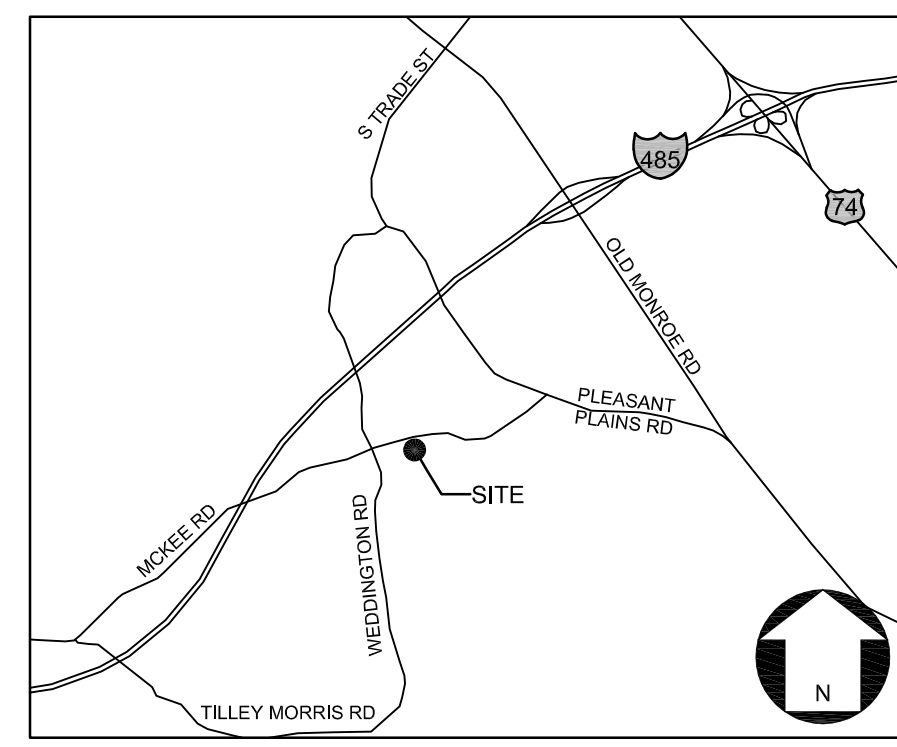 S TRADE ST
485
74
OLD MONROE RD
PLEASANT
PLAINS RD
SITE
MCKEE RD
WEDDINGTON RD
TILLEY MORRIS RD
N